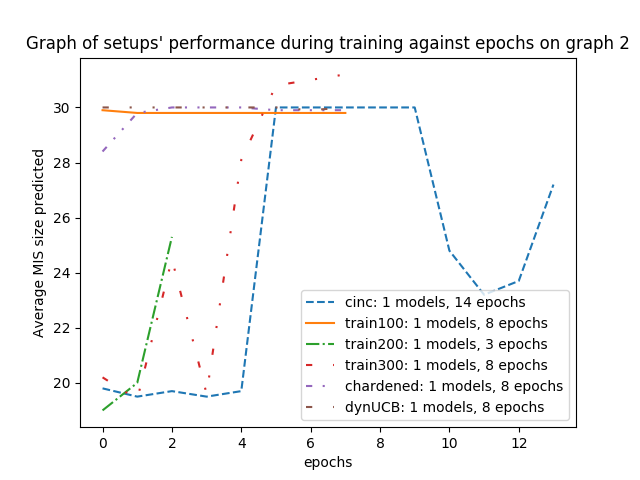 Graph of setups' performance during training against epochs on graph 2
Average MIS size predicted
30
28
26
24
22
20
cinc: 1 models, 14 epochs
train100: 1 models, 8 epochs
train200: 1 models, 3 epochs
train300: 1 models, 8 epochs
chardened: 1 models, 8 epochs
dynUCB: 1 models, 8 epochs
0 2 4 6 8 10 12
epochs